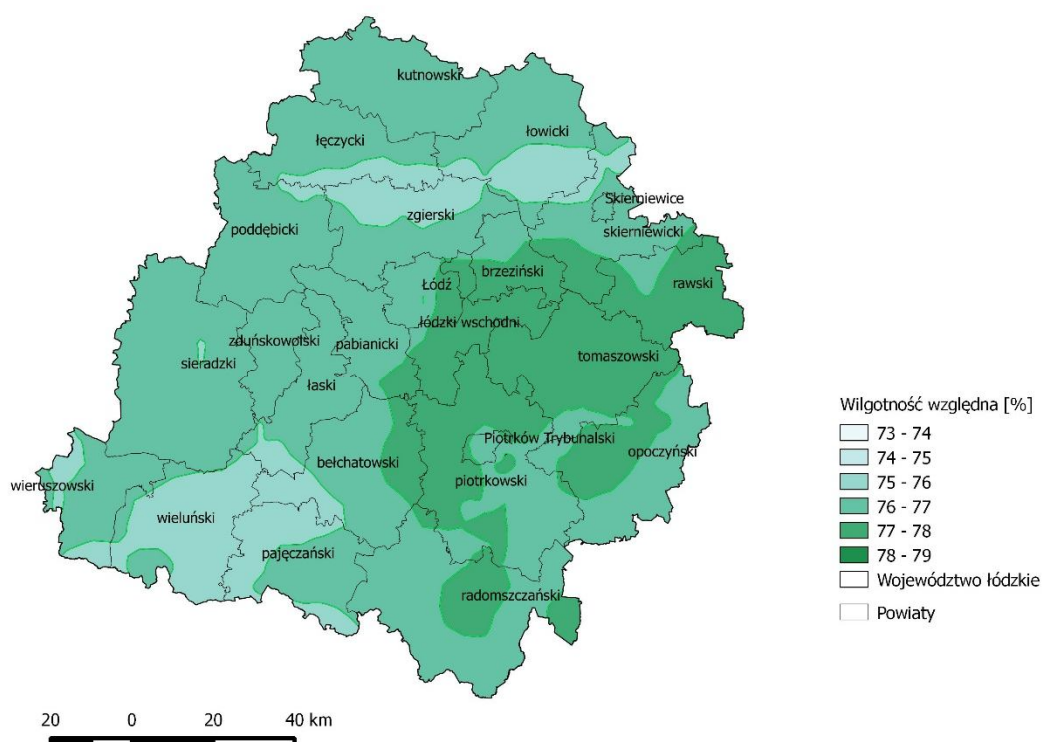 kutnowski
łęczycki
łowicki
zgierski
Skierniewice
skierniewicki
poddębicki
brzeziński
rawski
Łódź
łódzki wschodni
zduńskowolski
pabianicki
tomaszowski
sieradzki
łaski
Piotrków Trybunalski
opoczyński
bełchatowski
piotrkowski
wieruszowski
wieluński
pajęczański
radomszczański
Wilgotność względna [%]
73 - 74
74 - 75
75 - 76
76 - 77
77 - 78
78 - 79
Województwo łódzkie
Powiaty
20 0 20 40 km